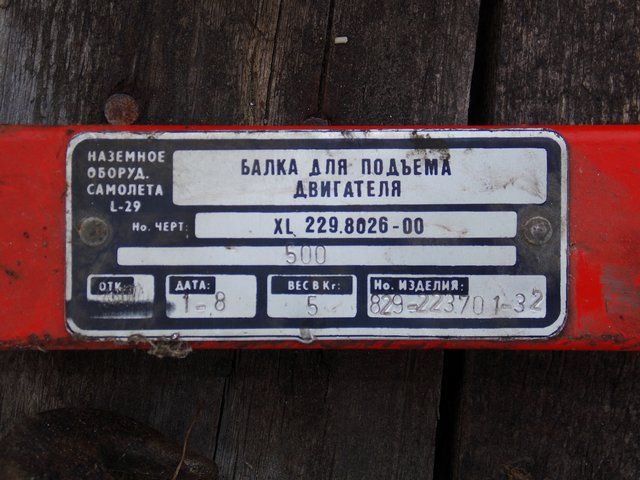 НАЗЕМНОЕ
ОБОРУД.
САМОЛЕТА
L-29
БАЛКА ДЛЯ ПОДЪЕМА
ДВИГАТЕЛЯ
Но. ЧЕРТ:
XL 229.8026-00
500
ОТК
ДАТА:
1-8
ВЕС В Кг:
5
Но. ИЗДЕЛИЯ:
829-223701-32